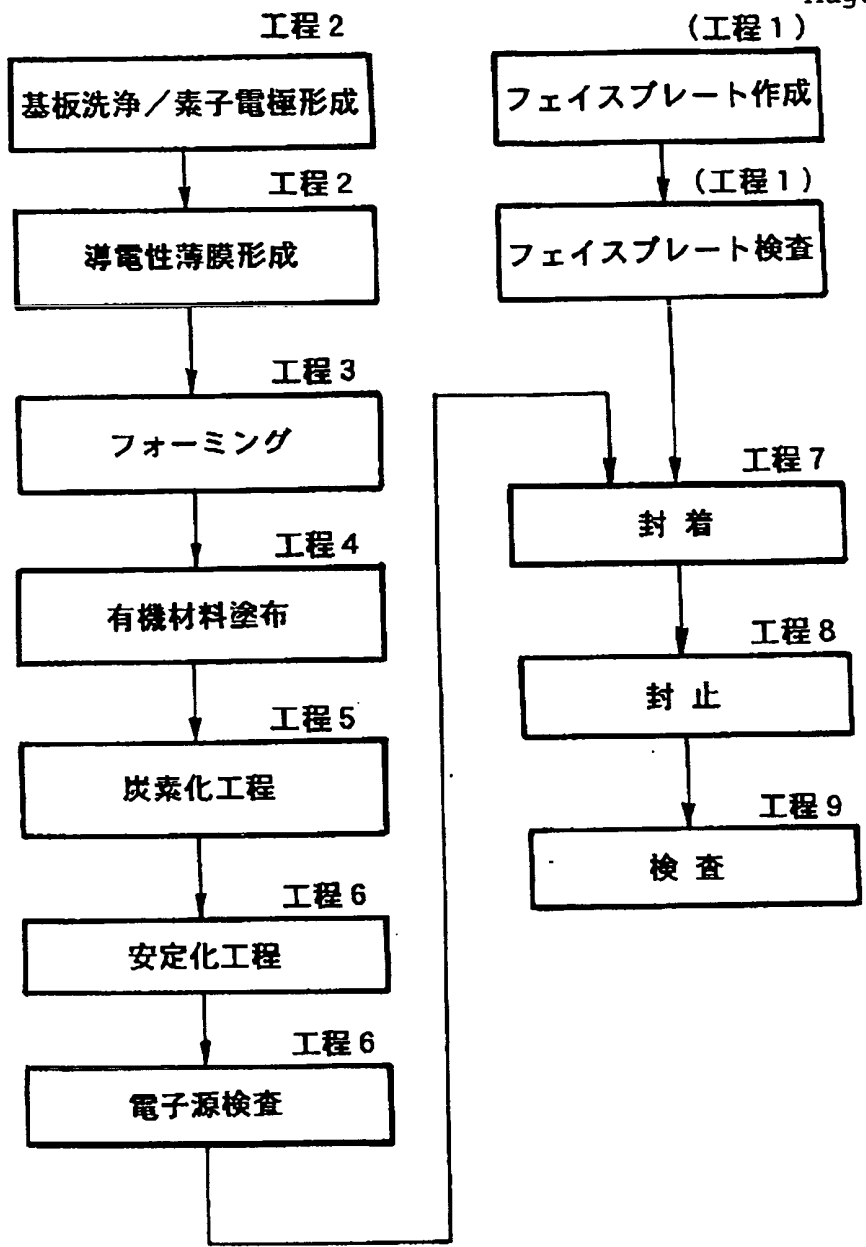 工程2
基板洗浄/素子電極形成
工程2
導電性薄膜形成
工程3
フォーミング
工程4
有機材料塗布
工程5
炭素化工程
工程6
安定化工程
工程6
電子源検査
(工程1)
フェイスプレート作成
(工程1)
フェイスプレート検査
工程7
封着
工程8
封止
工程9
検査